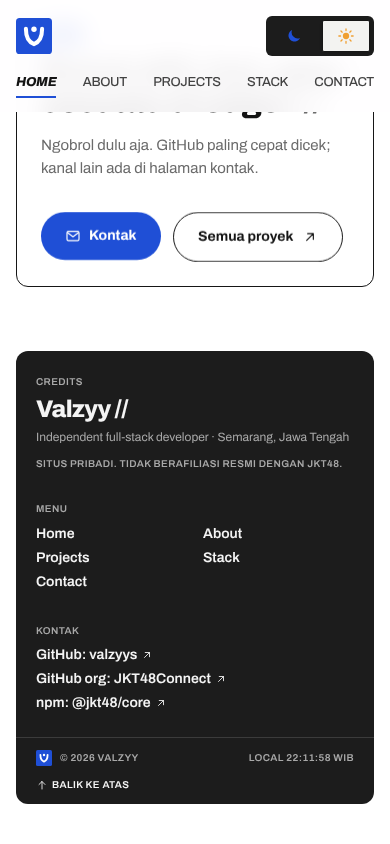 HOME ABOUT PROJECTS STACK CONTACT
Ngobrol dulu aja. GitHub paling cepat dicek;
kanal lain ada di halaman kontak.
Kontak Semua proyek
CREDITS
Valzyy //
Independent full-stack developer · Semarang, Jawa Tengah
SITUS PRIBADI. TIDAK BERAFILIASI RESMI DENGAN JKT48.
MENU
Home About
Projects Stack
Contact
KONTAK
GitHub: valzyys ↗
GitHub org: JKT48Connect ↗
npm: @jkt48/core ↗
© 2026 VALZYY LOCAL 22:11:58 WIB
↑ BALIK KE ATAS